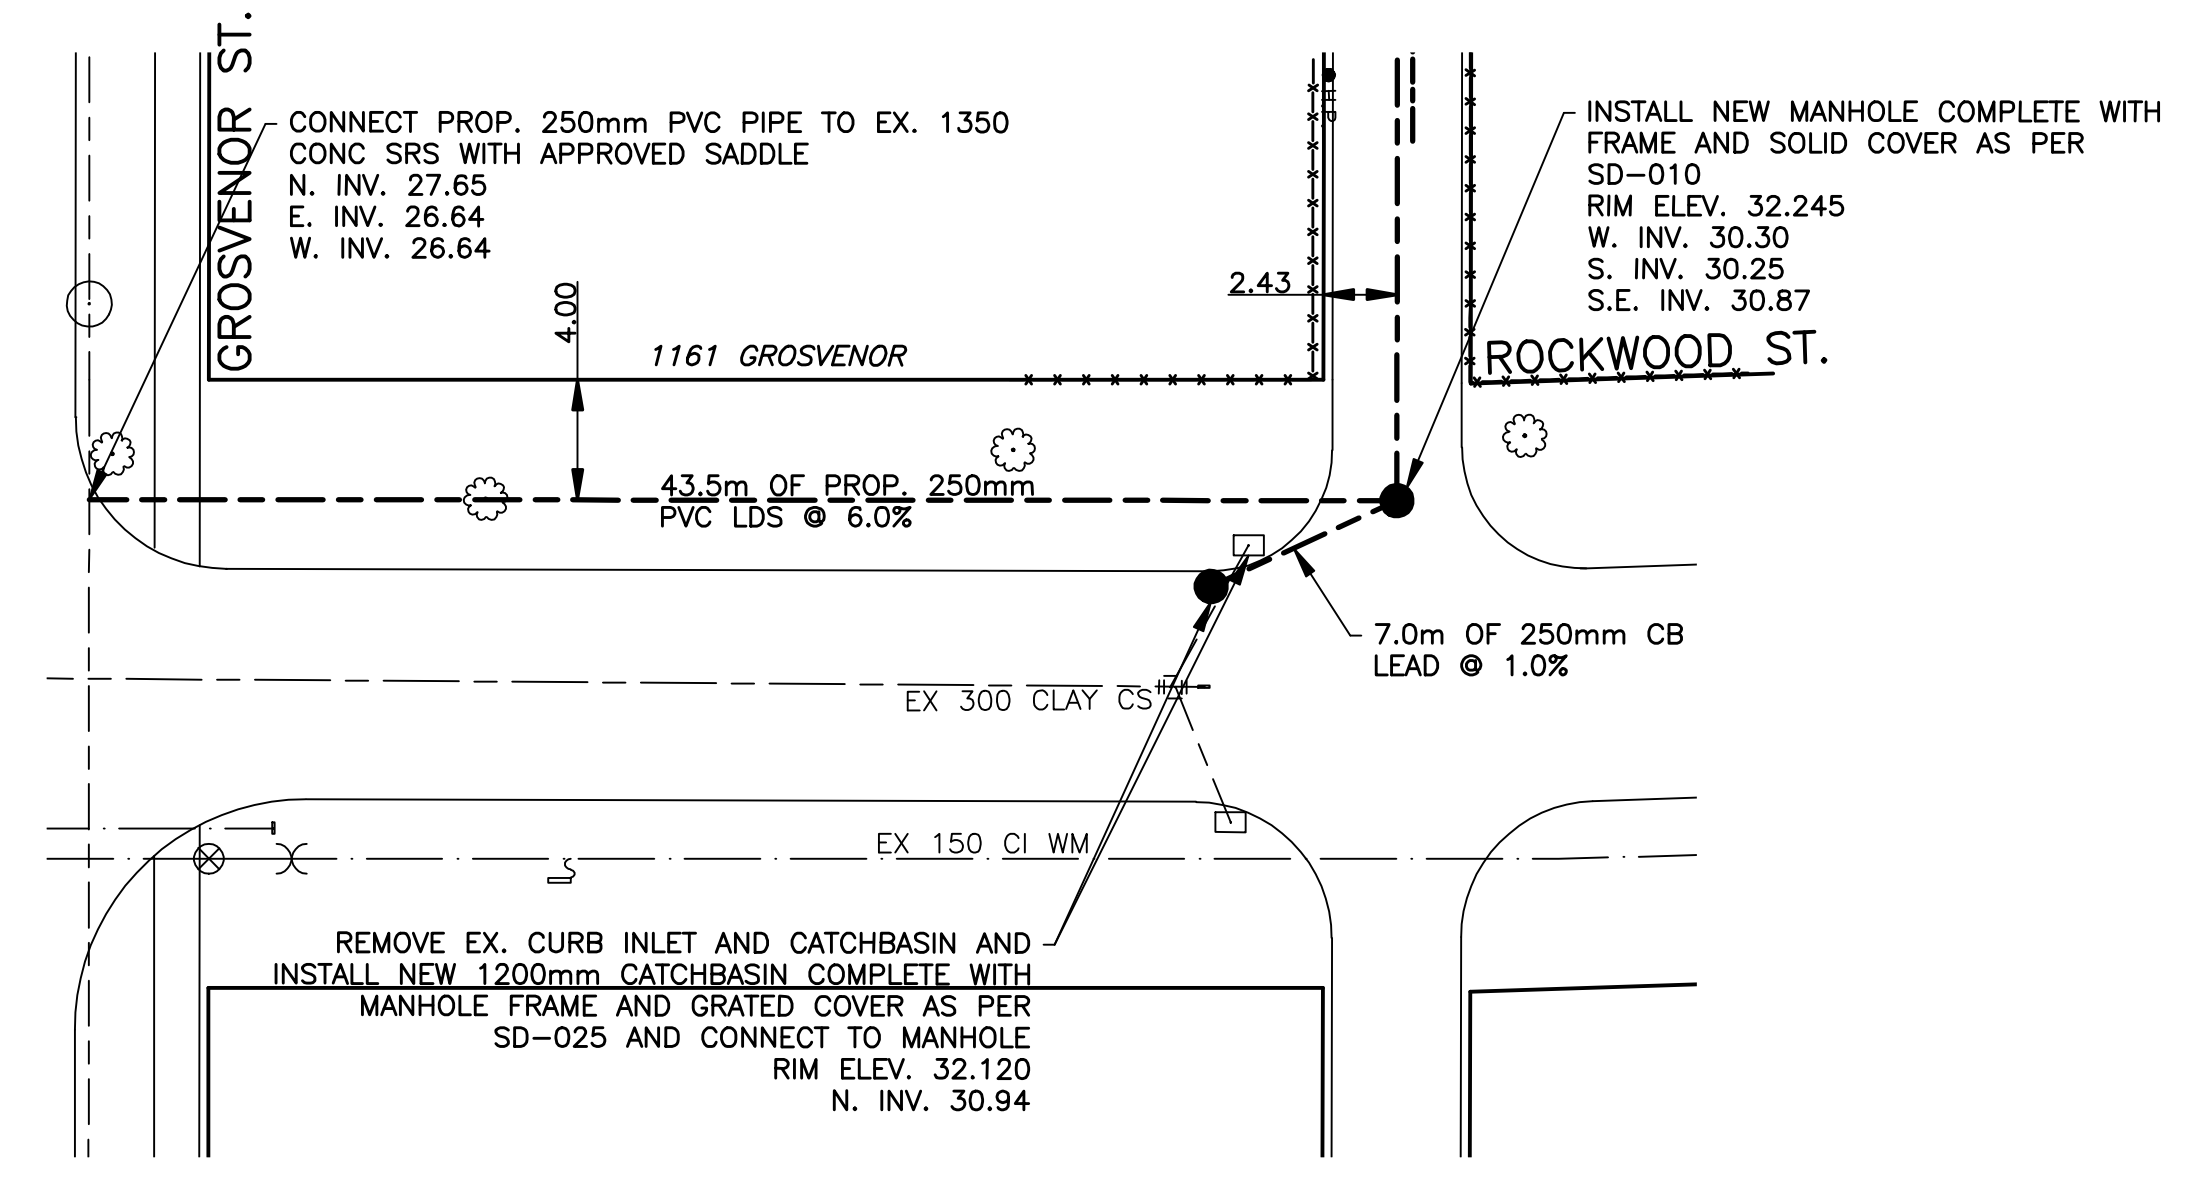 GROSVENOR ST.
CONNECT PROP. 250mm PVC PIPE TO EX. 1350
CONC SRS WITH APPROVED SADDLE
N. INV. 27.65
E. INV. 26.64
W. INV. 26.64
4.00
1161 GROSVENOR
2.43
INSTALL NEW MANHOLE COMPLETE WITH
FRAME AND SOLID COVER AS PER
SD-010
RIM ELEV. 32.245
W. INV. 30.30
S. INV. 30.25
S.E. INV. 30.87
ROCKWOOD ST.
43.5m OF PROP. 250mm
PVC LDS @ 6.0%
7.0m OF 250mm CB
LEAD @ 1.0%
EX 300 CLAY CS
EX 150 CI WM
REMOVE EX. CURB INLET AND CATCHBASIN AND
INSTALL NEW 1200mm CATCHBASIN COMPLETE WITH
MANHOLE FRAME AND GRATED COVER AS PER
SD-025 AND CONNECT TO MANHOLE
RIM ELEV. 32.120
N. INV. 30.94